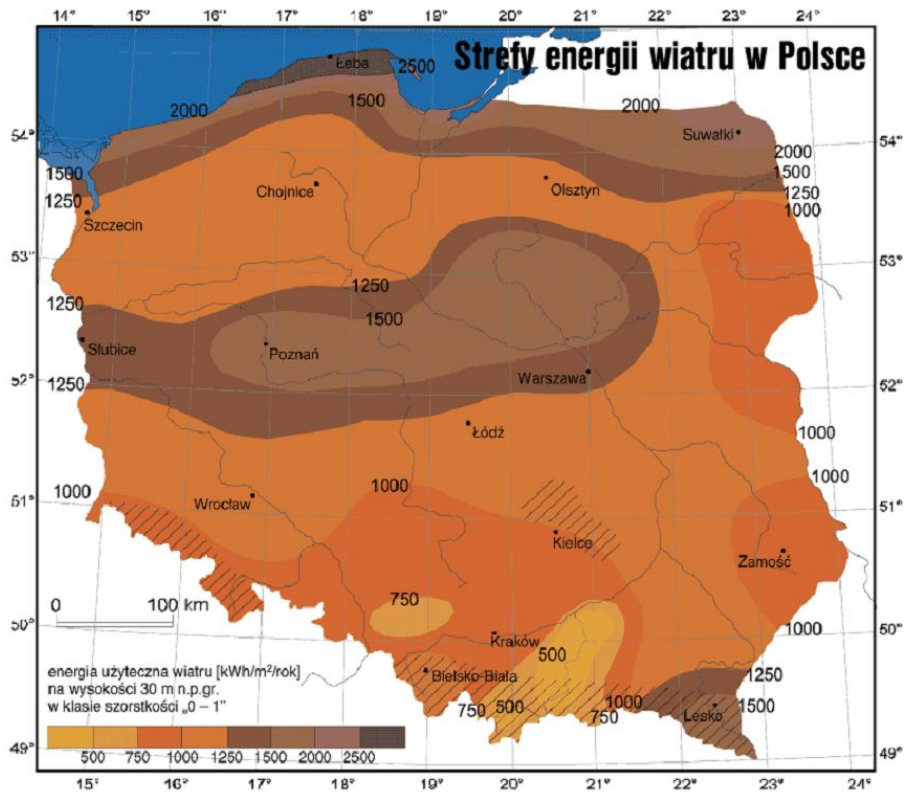 14° 15° 16° 17° 18° 19° 20° 21° 22° 23° 24°
Strefy energii wiatru w Polsce
Łeba
2500
2000
1500
2000
Suwałki
54°
54°
2000
1500
1500
1250
1250
1000
Chojnice
Olsztyn
Szczecin
53°
53°
1250
1250
1500
Słubice
Poznań
52°
1250
Warszawa
52°
Łódź
1000
1000
1000
1000
51°
51°
Wrocław
Kielce
Zamość
0 100 km
750
50°
Kraków
1000
50°
500
energia użyteczna wiatru [kWh/m²/rok]
na wysokości 30 m n.p.gr.
w klasie szorstkości „0 – 1”
Bielsko-Biała
1250
750
500
750
1000
Lesko
1500
49°
500 750 1000 1250 1500 2000 2500
49°
15° 16° 17° 18° 19° 20° 21° 22° 23° 24°